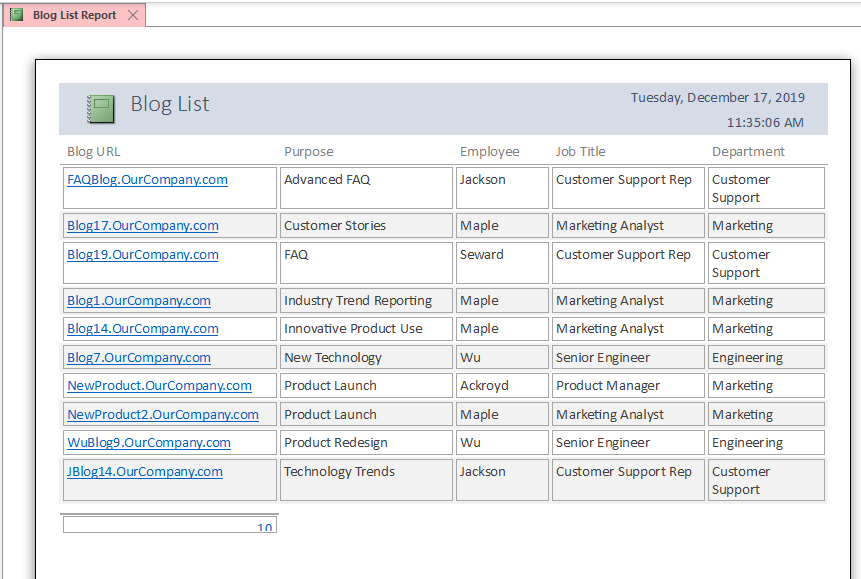 Blog List Report
Blog List
Tuesday, December 17, 2019
11:35:06 AM
Blog URL Purpose Employee Job Title Department
FAQBlog.OurCompany.com Advanced FAQ Jackson Customer Support Rep Customer
Support
Blog17.OurCompany.com Customer Stories Maple Marketing Analyst Marketing
Blog19.OurCompany.com FAQ Seward Customer Support Rep Customer
Support
Blog1.OurCompany.com Industry Trend Reporting Maple Marketing Analyst Marketing
Blog14.OurCompany.com Innovative Product Use Maple Marketing Analyst Marketing
Blog7.OurCompany.com New Technology Wu Senior Engineer Engineering
NewProduct.OurCompany.com Product Launch Ackroyd Product Manager Marketing
NewProduct2.OurCompany.com Product Launch Maple Marketing Analyst Marketing
WuBlog9.OurCompany.com Product Redesign Wu Senior Engineer Engineering
JBlog14.OurCompany.com Technology Trends Jackson Customer Support Rep Customer
Support
10